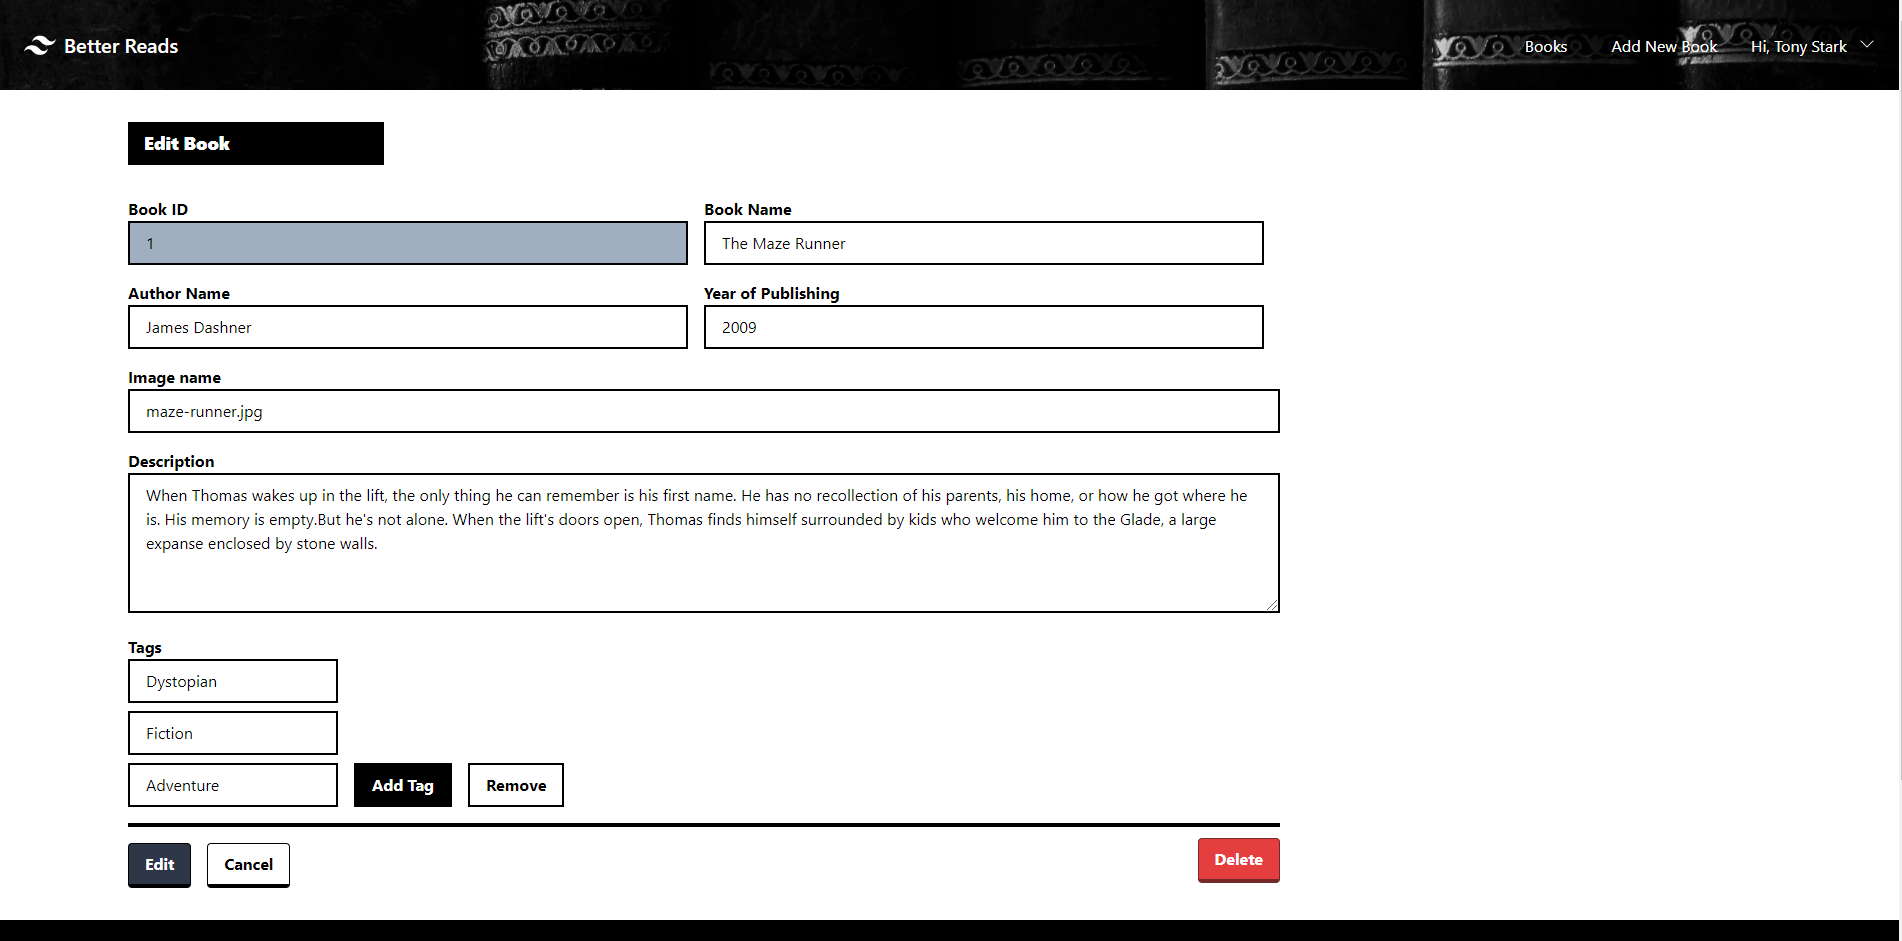 Better Reads
Books
Add New Book
Hi, Tony Stark
Edit Book
Book ID
Book Name
1
The Maze Runner
Author Name
Year of Publishing
James Dashner
2009
Image name
maze-runner.jpg
Description
When Thomas wakes up in the lift, the only thing he can remember is his first name. He has no recollection of his parents, his home, or how he got where he
is. His memory is empty.But he's not alone. When the lift's doors open, Thomas finds himself surrounded by kids who welcome him to the Glade, a large
expanse enclosed by stone walls.
Tags
Dystopian
Fiction
Adventure
Add Tag
Remove
Edit
Cancel
Delete